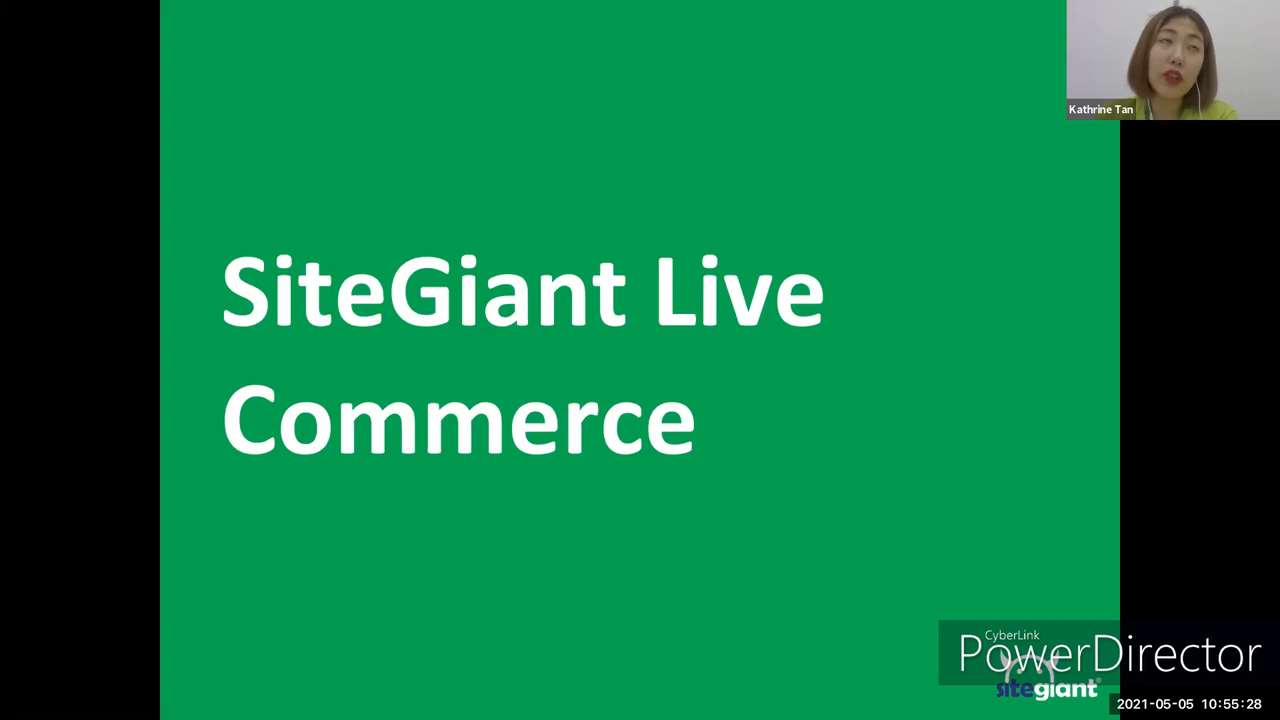 Kathrine Tan
SiteGiant Live
Commerce
CyberLink
PowerDirector
sitegiant
2021-05-05 10:55:28